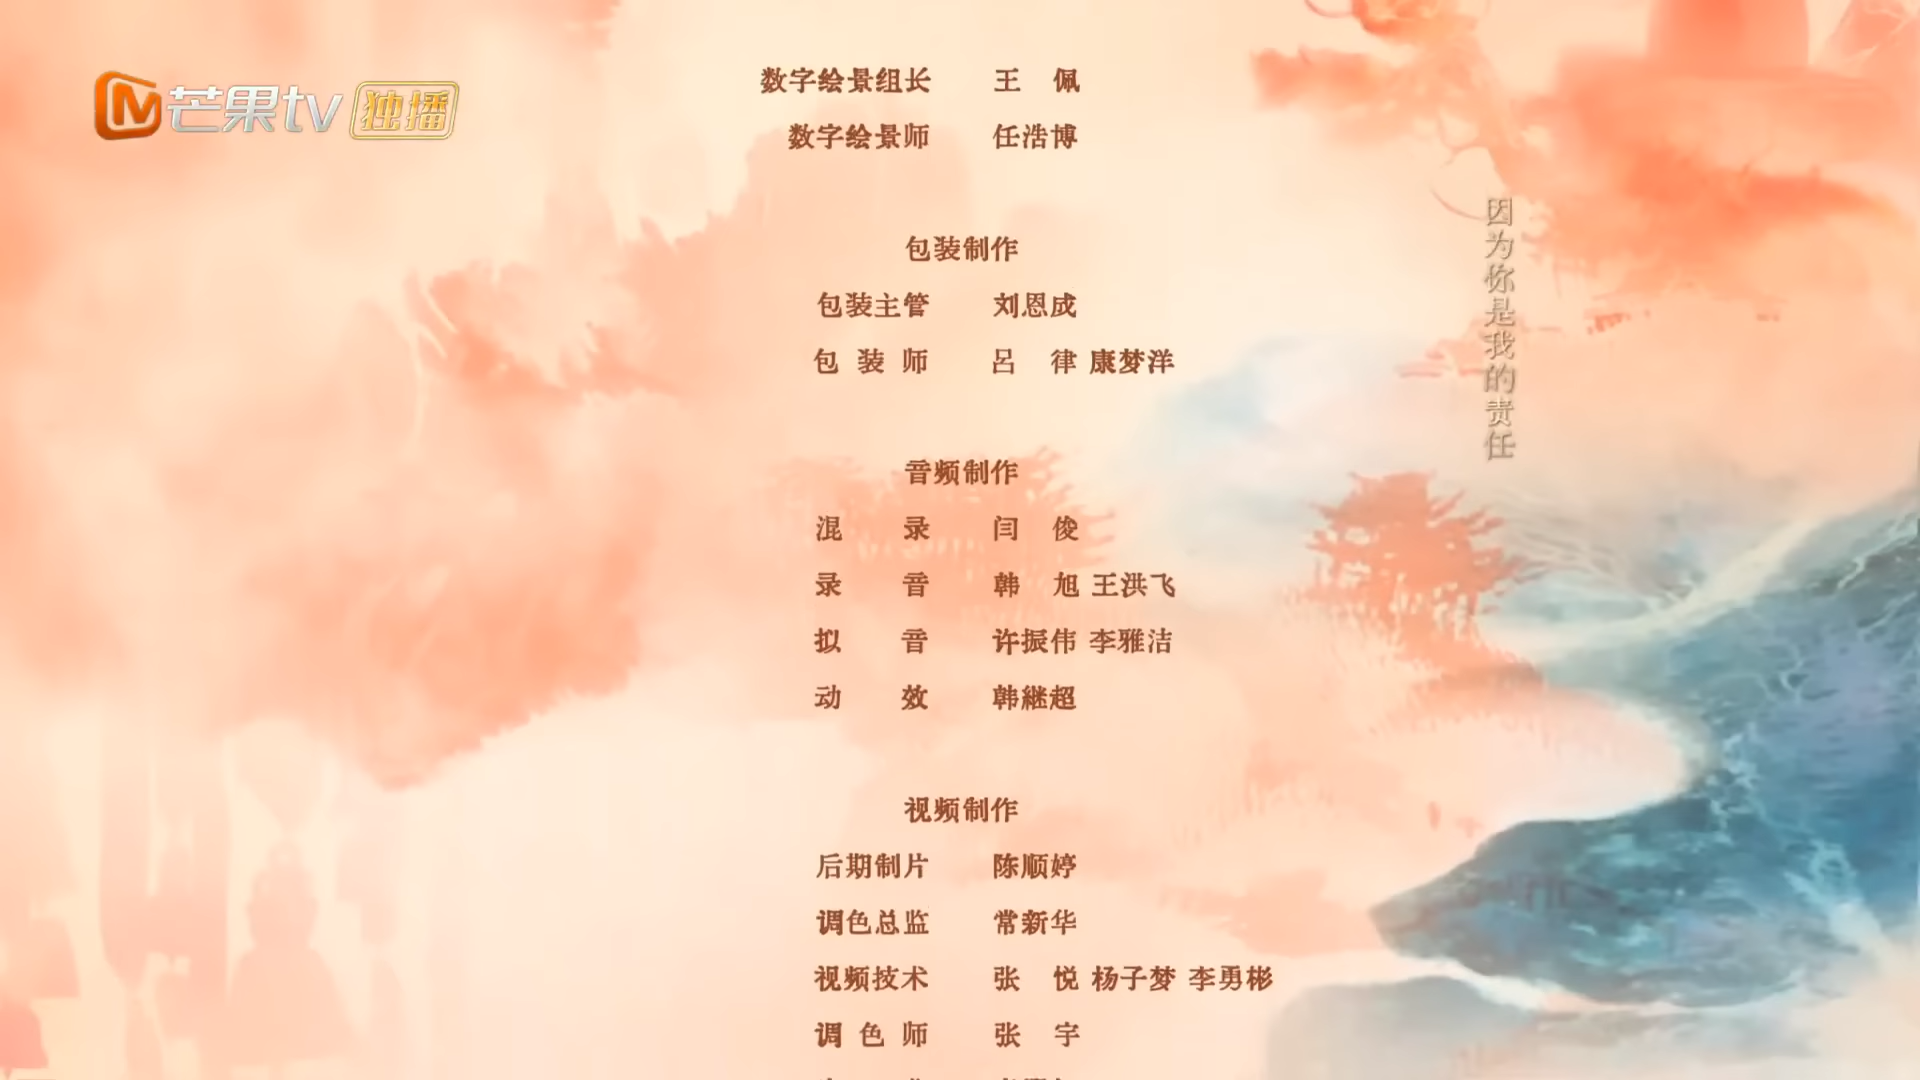 芒果tv 独播
数字绘景组长 王 佩
数字绘景师 任浩博
包装制作
包装主管 刘恩成
包 装 师 吕 律 康梦洋
音频制作
混 录 闫 俊
录 音 韩 旭 王洪飞
拟 音 许振伟 李雅洁
动 效 韩継超
视频制作
后期制片 陈顺婷
调色总监 常新华
视频技术 张 悦 杨子梦 李勇彬
调 色 师 张 宇
因为你是我的责任